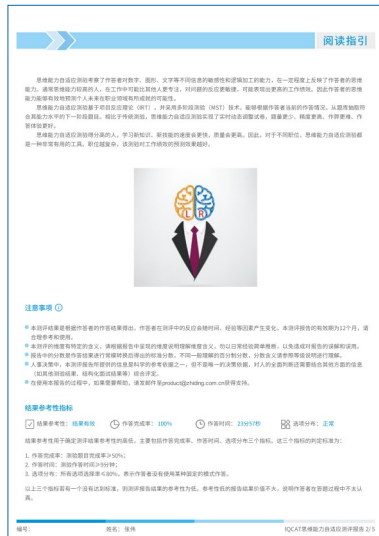 阅读指引
思维能力自适应测验考察了作答者对数字、图形、文字等不同信息的敏感性和逻辑加工的能力，在一定程度上反映了作答者的思维
能力。通常思维能力较高的人，在工作中可能比其他人更专注，对问题的反应更敏捷，可能表现出更高的工作绩效。因此作答者的思维
能力能够有效地预测个人未来在职业领域有所成就的可能性。
思维能力自适应测验基于项目反应理论（IRT），并采用多阶段测验（MST）技术，能够根据作答者当前的作答情况，从题库抽取符
合其能力水平的下一阶段题目。相比于传统测验，思维能力自适应测验实现了实时动态调整试卷，题量更少、精度更高、作弊更难、作
答体验更好。
思维能力自适应测验得分高的人，学习新知识、新技能的速度会更快、质量会更高。因此，对于不同职位，思维能力自适应测验都
是一种非常有用的工具。职位越复杂，该测验对工作绩效的预测效果越好。
L R
注意事项
本测评结果是根据作答者的作答结果得出，作答者在测评中的反应会随时间、经验等因素产生变化。本测评报告的有效期为12个月，请
合理参考和使用。
本测评的维度有特定的含义，请根据报告中呈现的维度说明理解维度含义，勿以日常经验简单推断，以免造成对报告的误解和误用。
报告中的分数是作答结果进行常模转换后得出的标准分数，不同一般理解的百分制分数，分数含义请参照等级说明进行理解。
人事决策中，本测评报告所提供的信息是科学的参考依据之一，但不是唯一的决策依据，对人的全面判断还需要结合其他方面的信息
（如其他测验结果、结构化面试结果等）综合评定。
在使用本报告的过程中，如果需要帮助，请发邮件至product@zhiding.com.cn获得支持。
结果参考性指标
结果参考性：结果有效 作答完成率：100% 作答时间：23分57秒 选项分布：正常
结果参考性用于确定测评结果参考性的高低，主要包括作答完成率、作答时间、选项分布三个指标。这三个指标的判定标准为：
1. 作答完成率：测验题目完成率≥50%；
2. 作答时间：测验作答时间≥9分钟；
3. 选项分布：所有选项选择率≤80%，表示作答者没有使用某种固定的模式作答。
以上三个指标若有一个没有达到标准，则测评报告结果的参考性为低。参考性低的报告结果价值不大，说明作答者在答题过程中不太认
真。
编号： 姓名：张伟 IQCAT思维能力自适应测评报告 2/ 5